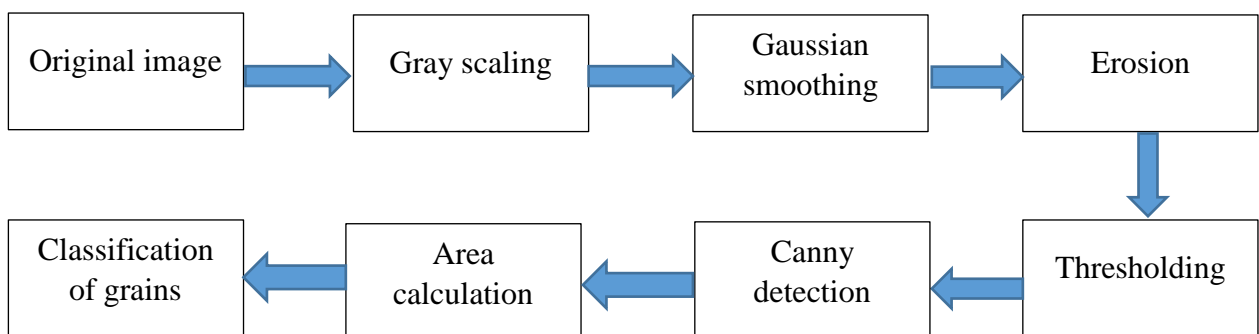 Original image
Gray scaling
Gaussian
smoothing
Erosion
Thresholding
Canny
detection
Area
calculation
Classification
of grains